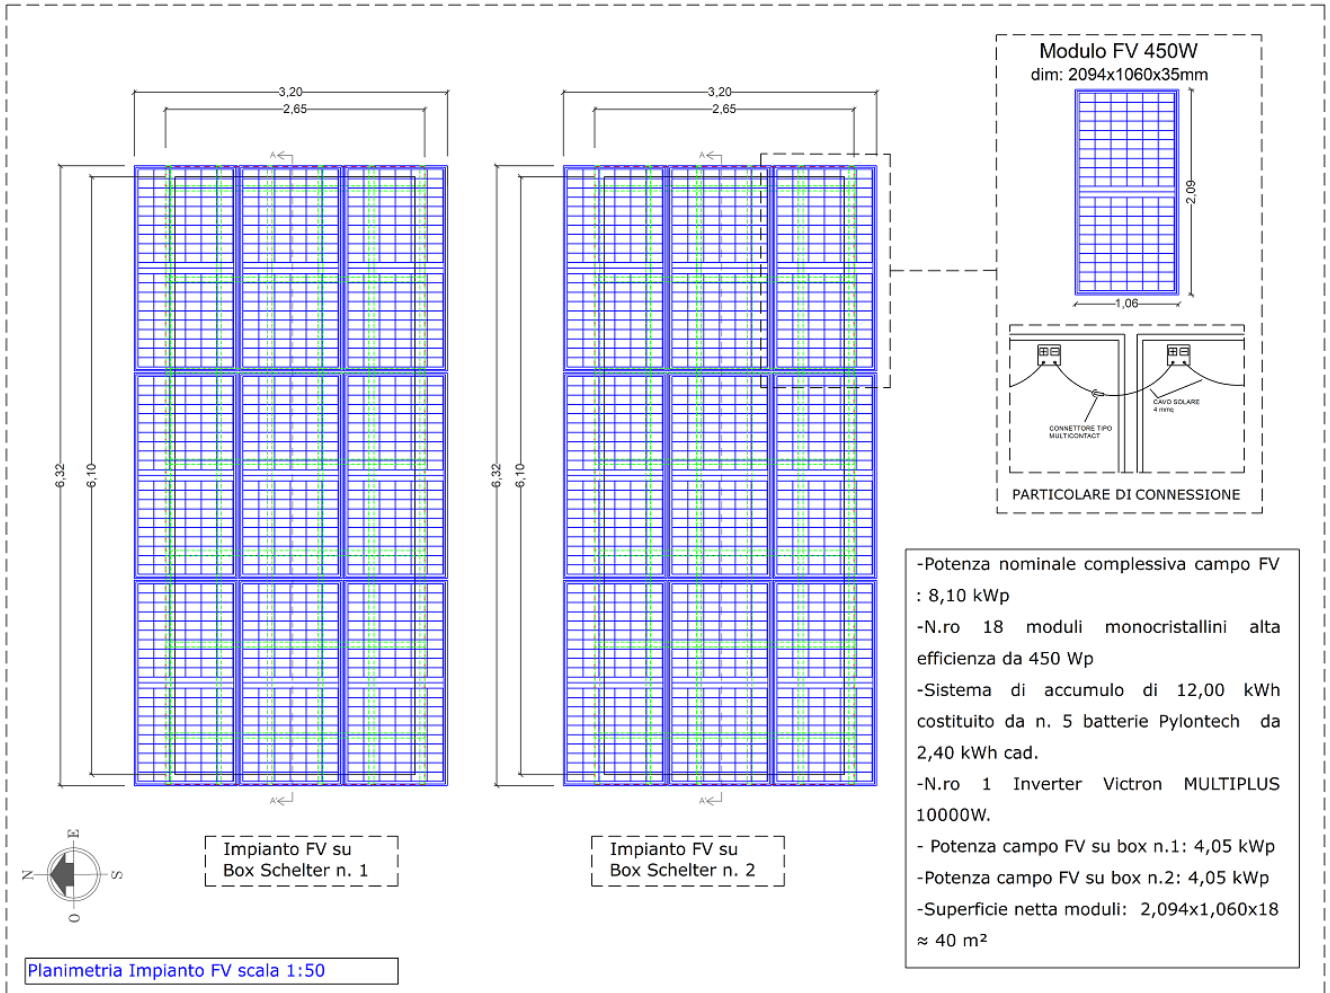 Modulo FV 450W
dim: 2094x1060x35mm
2,09
1,06
CONNETTORE TIPO
MULTICONTACT
CAVO SOLARE
4 mmq
PARTICOLARE DI CONNESSIONE
3,20
2,65
A
6,32
6,10
A'
3,20
2,65
A
6,32
6,10
A'
Impianto FV su
Box Schelter n. 1
Impianto FV su
Box Schelter n. 2
E
N
S
O
Planimetria Impianto FV scala 1:50
-Potenza nominale complessiva campo FV
: 8,10 kWp
-N.ro 18 moduli monocristallini alta
efficienza da 450 Wp
-Sistema di accumulo di 12,00 kWh
costituito da n. 5 batterie Pylontech da
2,40 kWh cad.
-N.ro 1 Inverter Victron MULTIPLUS
10000W.
- Potenza campo FV su box n.1: 4,05 kWp
-Potenza campo FV su box n.2: 4,05 kWp
-Superficie netta moduli: 2,094x1,060x18
≈ 40 m²